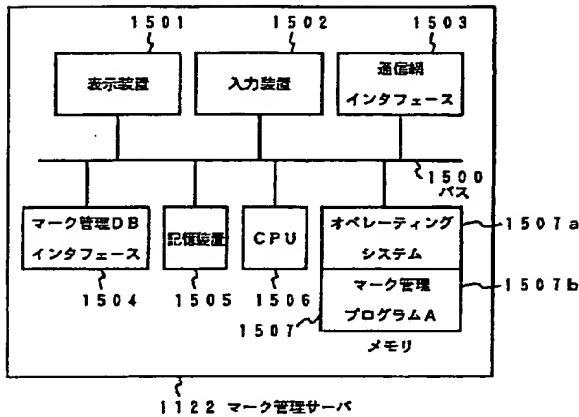 1501
1502
1503
表示装置
入力装置
通信網
インタフェース
1500
バス
マーク管理DB
インタフェース
記憶装置
CPU
オペレーティング
システム
マーク管理
プログラムA
1507a
1507b
1504
1505
1506
1507
メモリ
1122 マーク管理サーバ